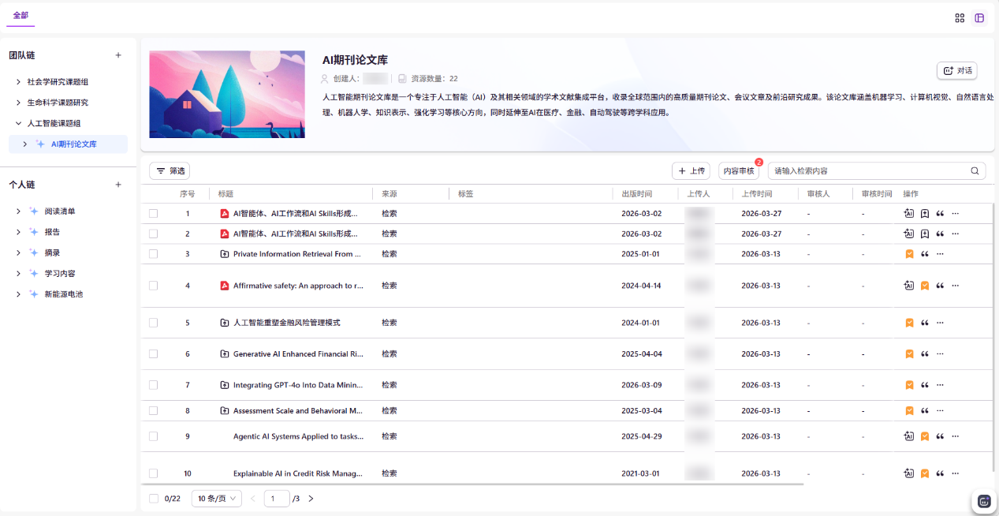 全部
团队链
社会学研究课题组
生命科学课题研究
人工智能课题组
AI期刊论文库
个人链
阅读清单
报告
摘录
学习内容
新能源电池
AI期刊论文库
创建人： 资源数量：22
对话
人工智能期刊论文库是一个专注于人工智能（AI）及其相关领域的学术文献集成平台，收录全球范围内的高质量期刊论文、会议文章及前沿研究成果。该论文库涵盖机器学习、计算机视觉、自然语言处
理、机器人学、知识表示、强化学习等核心方向，同时延伸至AI在医疗、金融、自动驾驶等跨学科应用。
筛选 上传 内容审核 2 请输入检索内容
序号 标题 来源 标签 出版时间 上传人 上传时间 审核人 审核时间 操作
1 AI智能体、AI工作流和AI Skills形成... 检索 2026-03-02 2026-03-27 - -
2 AI智能体、AI工作流和AI Skills形成... 检索 2026-03-02 2026-03-27 - -
3 Private Information Retrieval From ... 检索 2025-01-01 2026-03-13 - -
4 Affirmative safety: An approach to r... 检索 2024-04-14 2026-03-13 - -
5 人工智能重塑金融风险管理模式 检索 2024-01-01 2026-03-13 - -
6 Generative AI Enhanced Financial Ri... 检索 2025-04-04 2026-03-13 - -
7 Integrating GPT-4o Into Data Minin... 检索 2026-03-09 2026-03-13 - -
8 Assessment Scale and Behavioral M... 检索 2025-03-04 2026-03-13 - -
9 Agentic AI Systems Applied to tasks... 检索 2025-04-29 2026-03-13 - -
10 Explainable AI in Credit Risk Manag... 检索 2021-03-01 2026-03-13 - -
0/22 10 条/页 1 /3